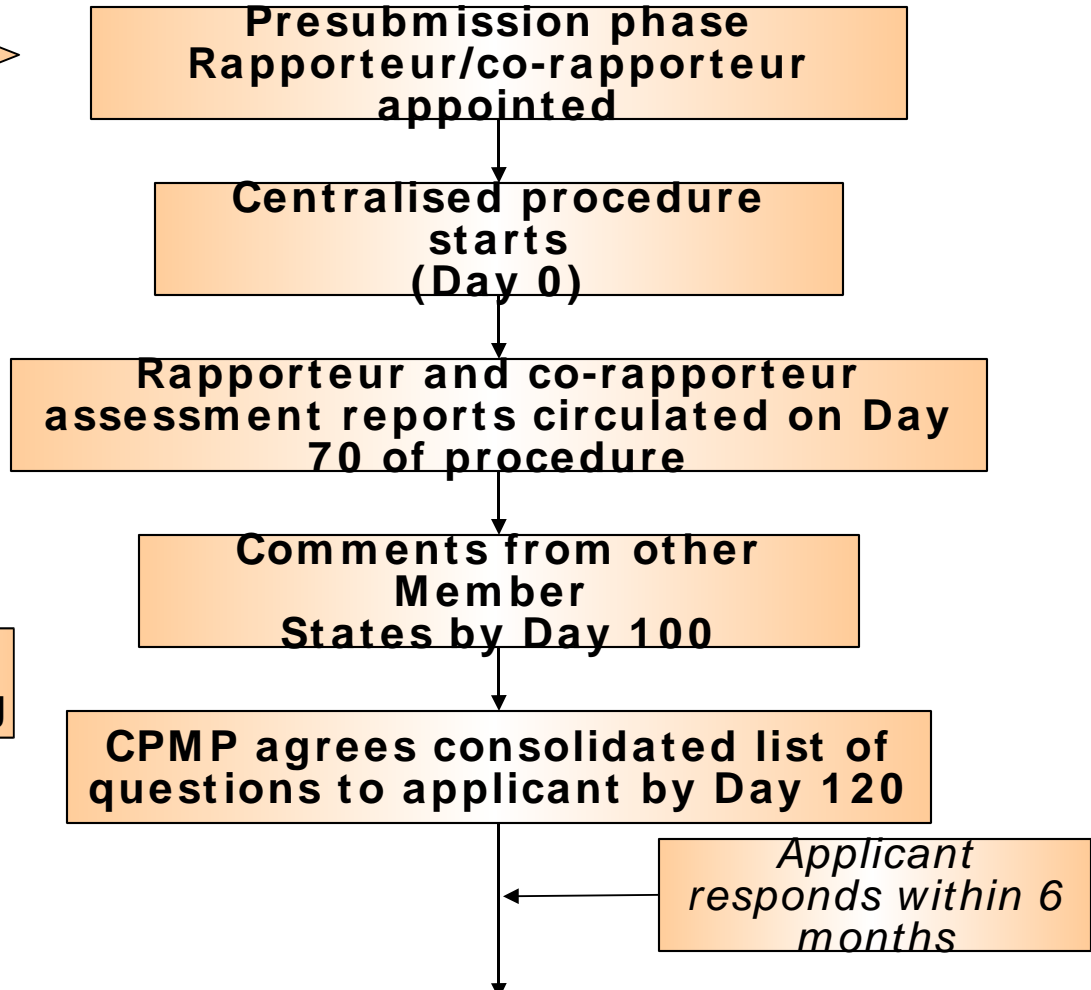 Presubmission phase
Rapporteur/co-rapporteur
appointed
Centralised procedure
starts
(Day 0)
Rapporteur and co-rapporteur
assessment reports circulated on Day
70 of procedure
Comments from other
Member
States by Day 100
CPMP agrees consolidated list of
questions to applicant by Day 120
Applicant
responds within 6
months